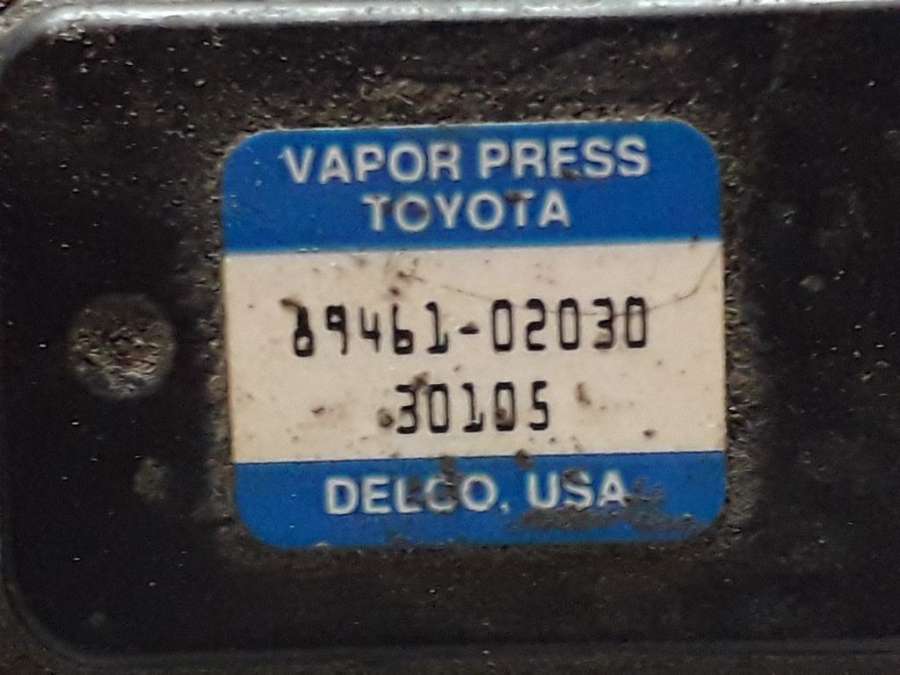 VAPOR PRESS
TOYOTA
89461-02030
30105
DELCO, USA